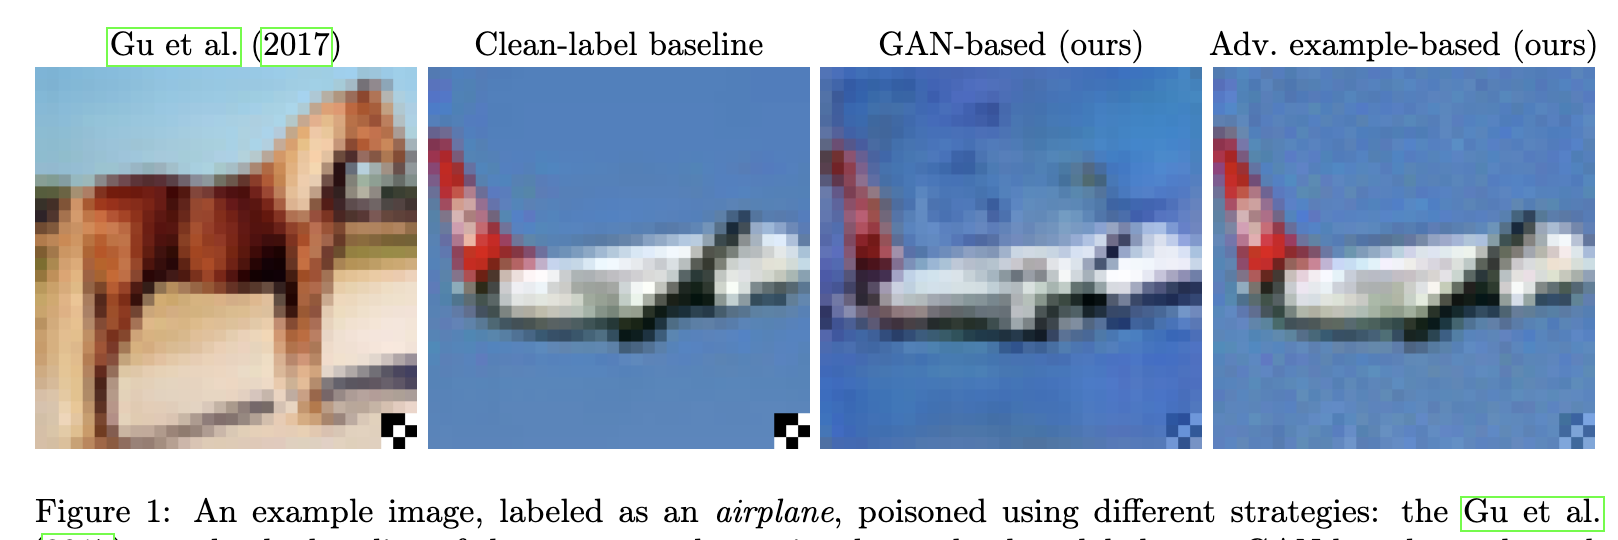 Gu et al. (2017)
Clean-label baseline
GAN-based (ours)
Adv. example-based (ours)
Figure 1: An example image, labeled as an airplane, poisoned using different strategies: the Gu et al.